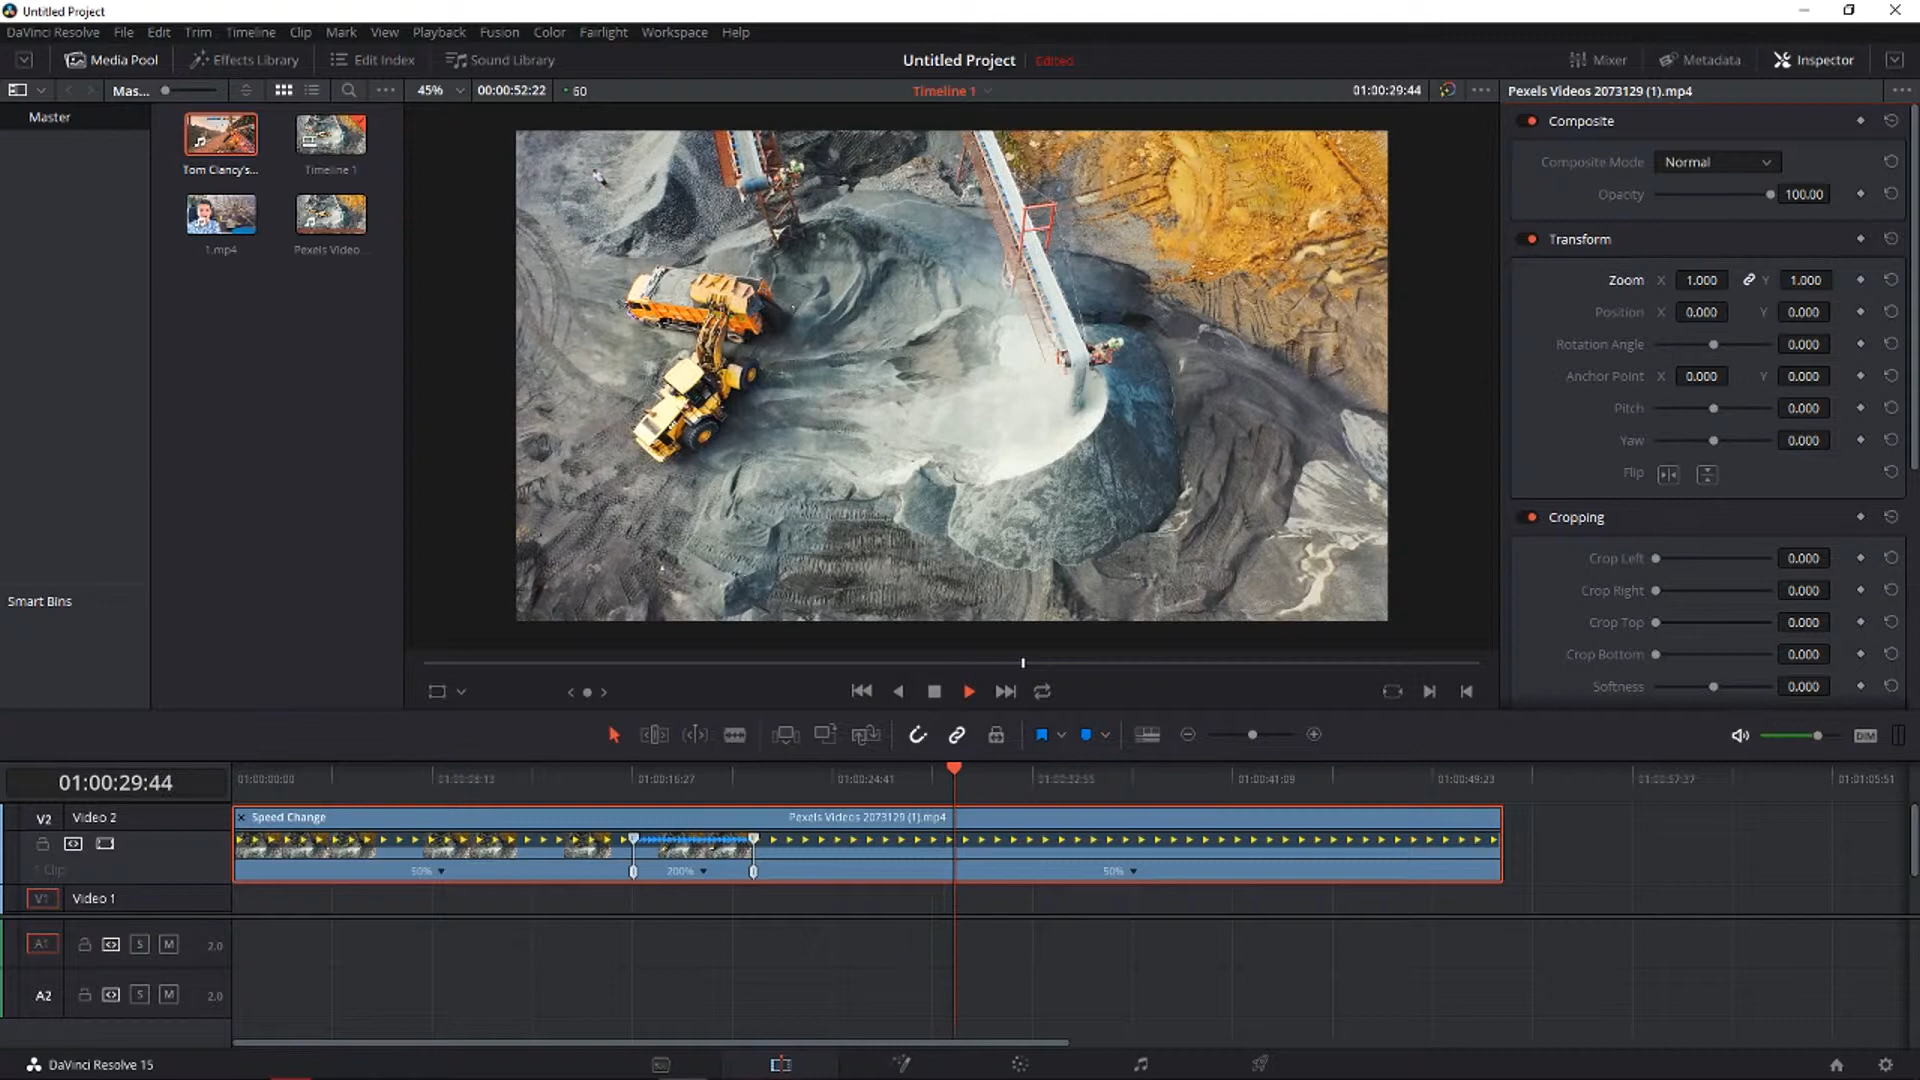 Untitled Project
DaVinci Resolve File Edit Trim Timeline Clip Mark View Playback Fusion Color Fairlight Workspace Help
Media Pool Effects Library Edit Index Sound Library Untitled Project Edited Mixer Metadata Inspector
Mas... 45% 00:00:52:22 60 Timeline 1 01:00:29:44 Pexels Videos 2073129 (1).mp4
Master
Tom Clancy's... Timeline 1
1.mp4 Pexels Video...
Smart Bins
Composite
Composite Mode Normal
Opacity 100.00
Transform
Zoom X 1.000 Y 1.000
Position X 0.000 Y 0.000
Rotation Angle 0.000
Anchor Point X 0.000 Y 0.000
Pitch 0.000
Yaw 0.000
Flip
Cropping
Crop Left 0.000
Crop Right 0.000
Crop Top 0.000
Crop Bottom 0.000
Softness 0.000
DIM
01:00:29:44 01:00:00:00 01:00:08:13 01:00:16:27 01:00:24:41 01:00:32:55 01:00:41:09 01:00:49:23 01:00:57:37 01:01:05:51
V2 Video 2 Speed Change Pexels Videos 2073129 (1).mp4
1 Clip 50% 200% 50%
V1 Video 1
A1 S M 2.0
A2 S M 2.0
DaVinci Resolve 15